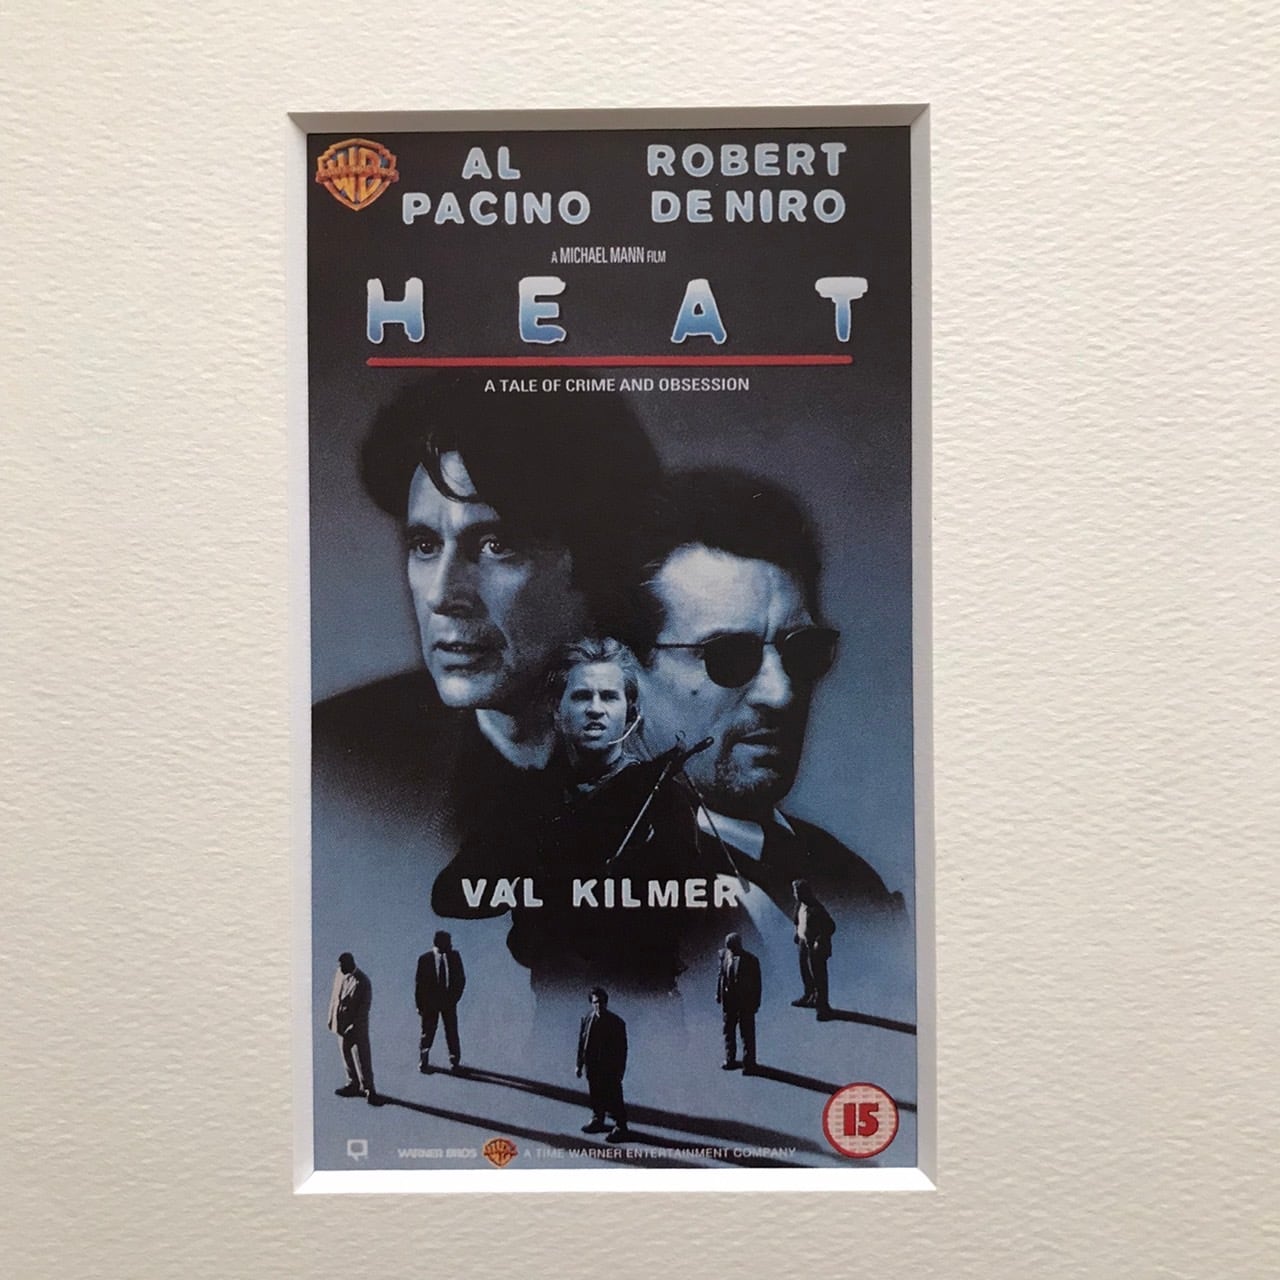 AL ROBERT
PACINO DE NIRO
A MICHAEL MANN FILM
HEAT
A TALE OF CRIME AND OBSESSION
VAL KILMER
15
WARNER BROS A TIME WARNER ENTERTAINMENT COMPANY